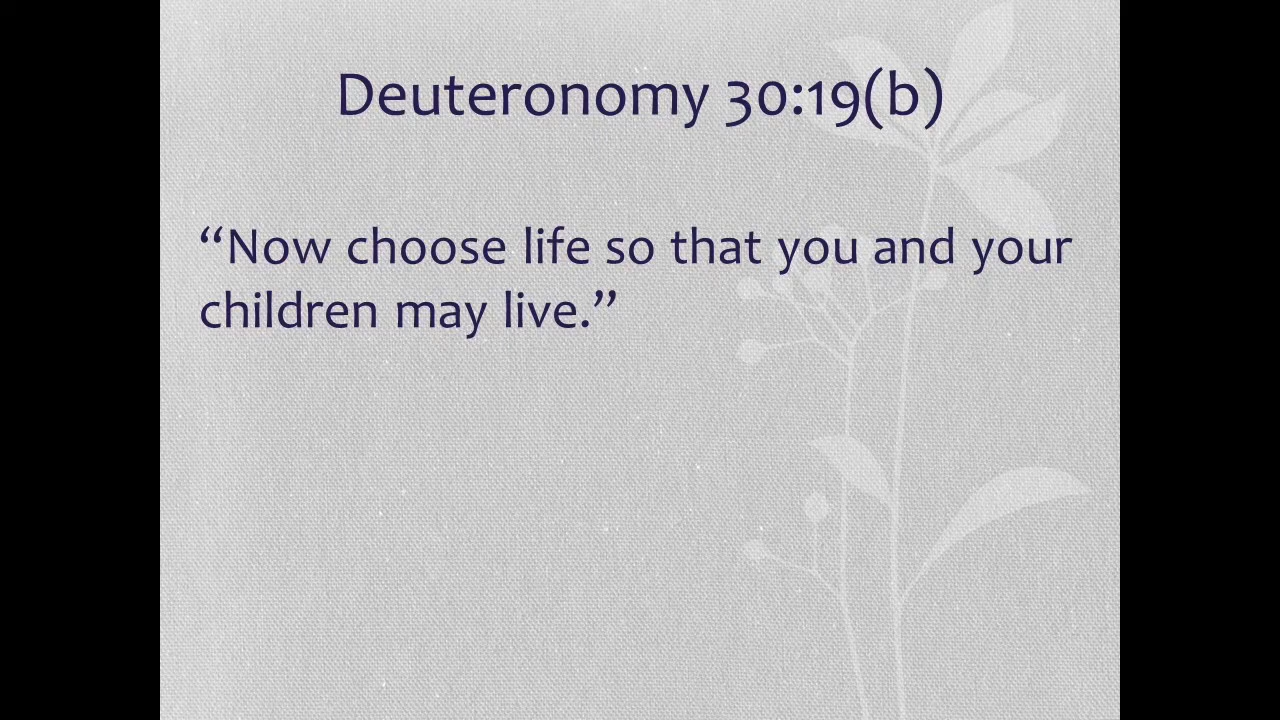 Deuteronomy 30:19(b)
“Now choose life so that you and your
children may live.”